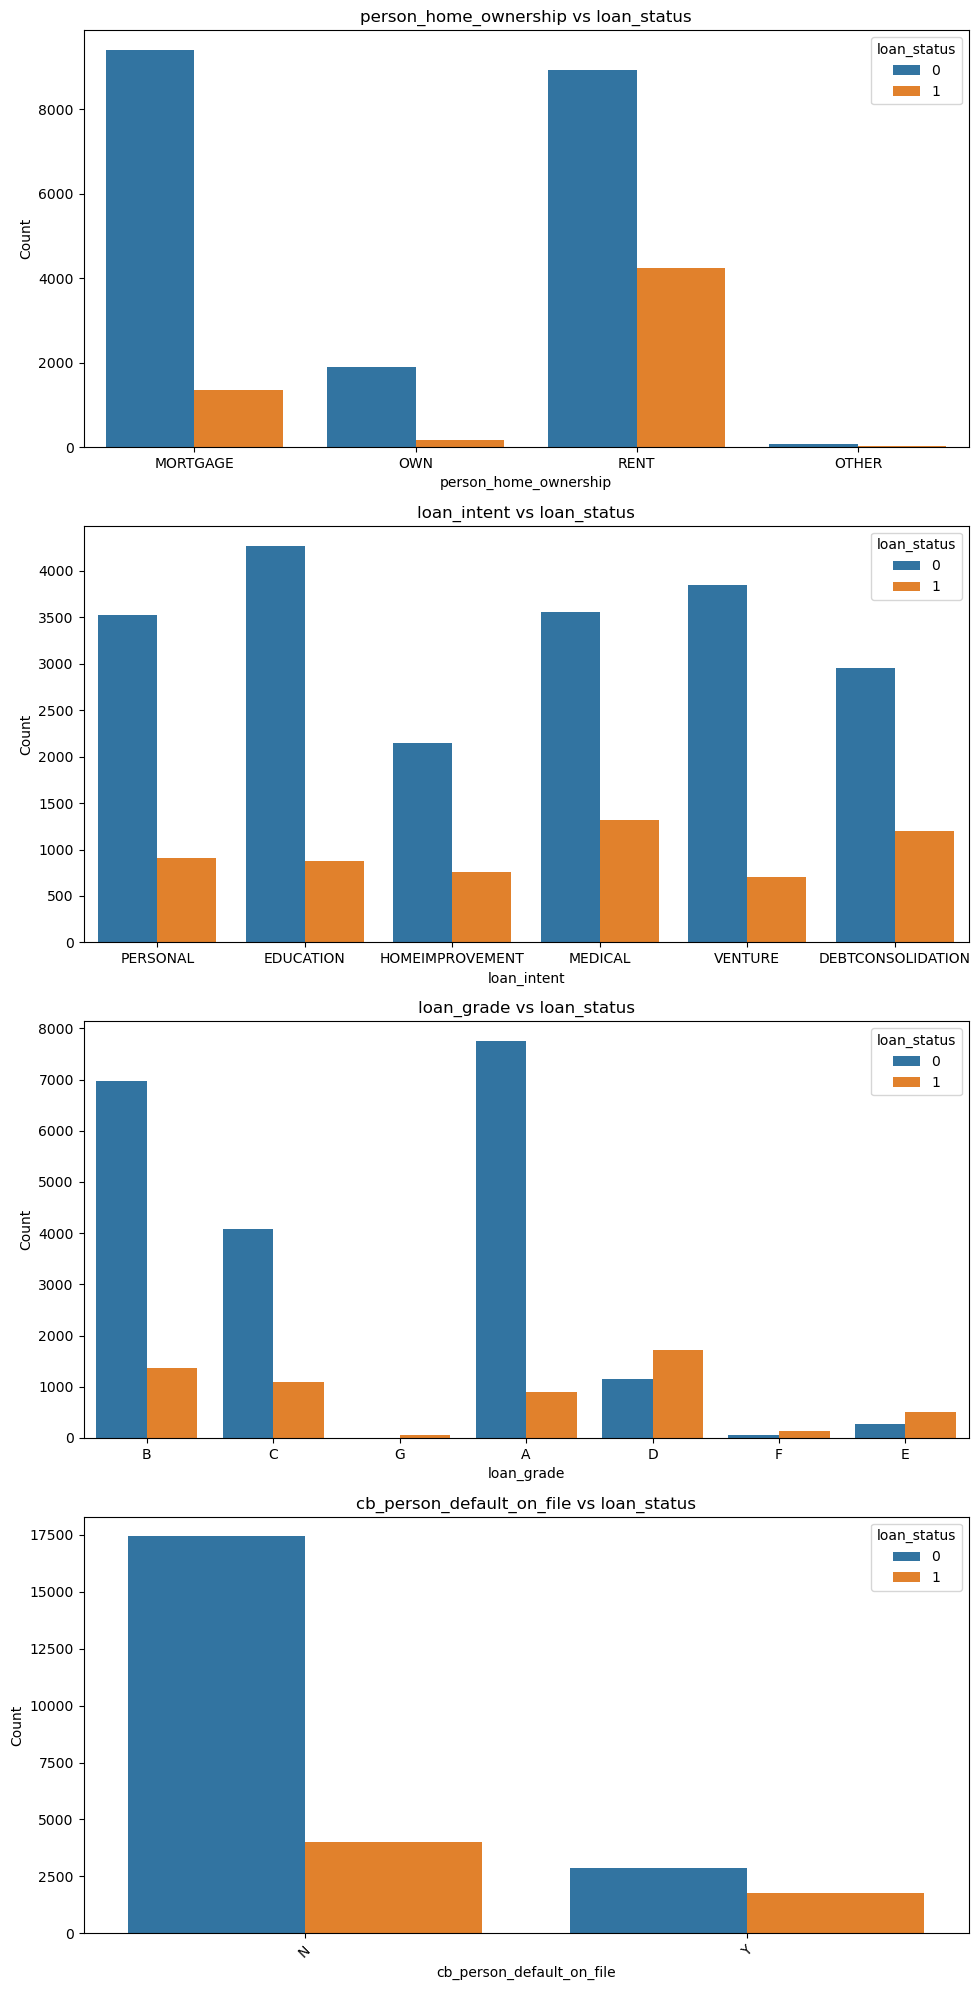 person_home_ownership vs loan_status
loan_status
0
1
8000
6000
4000
2000
0
Count
MORTGAGE OWN RENT OTHER
person_home_ownership
loan_intent vs loan_status
loan_status
0
1
4000
3500
3000
2500
2000
1500
1000
500
0
Count
PERSONAL EDUCATION HOMEIMPROVEMENT MEDICAL VENTURE DEBTCONSOLIDATION
loan_intent
loan_grade vs loan_status
loan_status
0
1
8000
7000
6000
5000
4000
3000
2000
1000
0
Count
B C G A D F E
loan_grade
cb_person_default_on_file vs loan_status
loan_status
0
1
17500
15000
12500
10000
7500
5000
2500
0
Count
N Y
cb_person_default_on_file